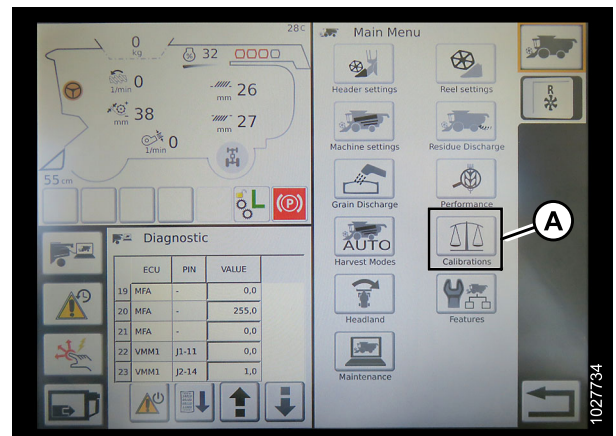 28c
0
kg
32
0
1/min
26
mm
38
mm
27
mm
0
1/min
55 cm
L
(P)
Diagnostic
ECU PIN VALUE
19 MFA - 0,0
20 MFA - 255,0
21 MFA - 0,0
22 VMM1 J1-11 0,0
23 VMM1 J2-14 1,0
Main Menu
Header settings
Reel settings
Machine settings
Residue Discharge
Grain Discharge
Performance
AUTO
Harvest Modes
Calibrations
Headland
Features
Maintenance
R
A
1027734